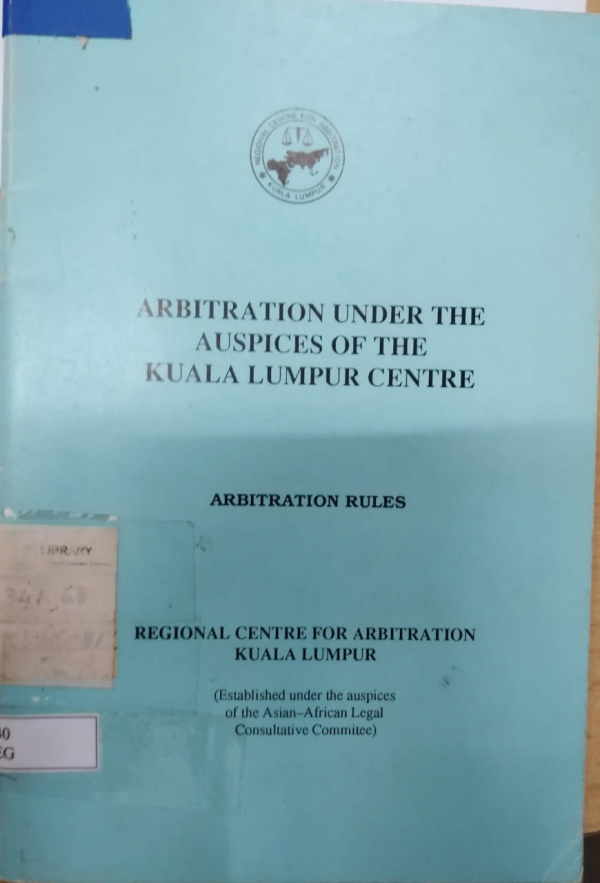 REGIONAL CENTRE FOR ARBITRATION
KUALA LUMPUR
ARBITRATION UNDER THE
AUSPICES OF THE
KUALA LUMPUR CENTRE
ARBITRATION RULES
LIBRARY
REGIONAL CENTRE FOR ARBITRATION
KUALA LUMPUR
(Established under the auspices
of the Asian–African Legal
Consultative Commitee)